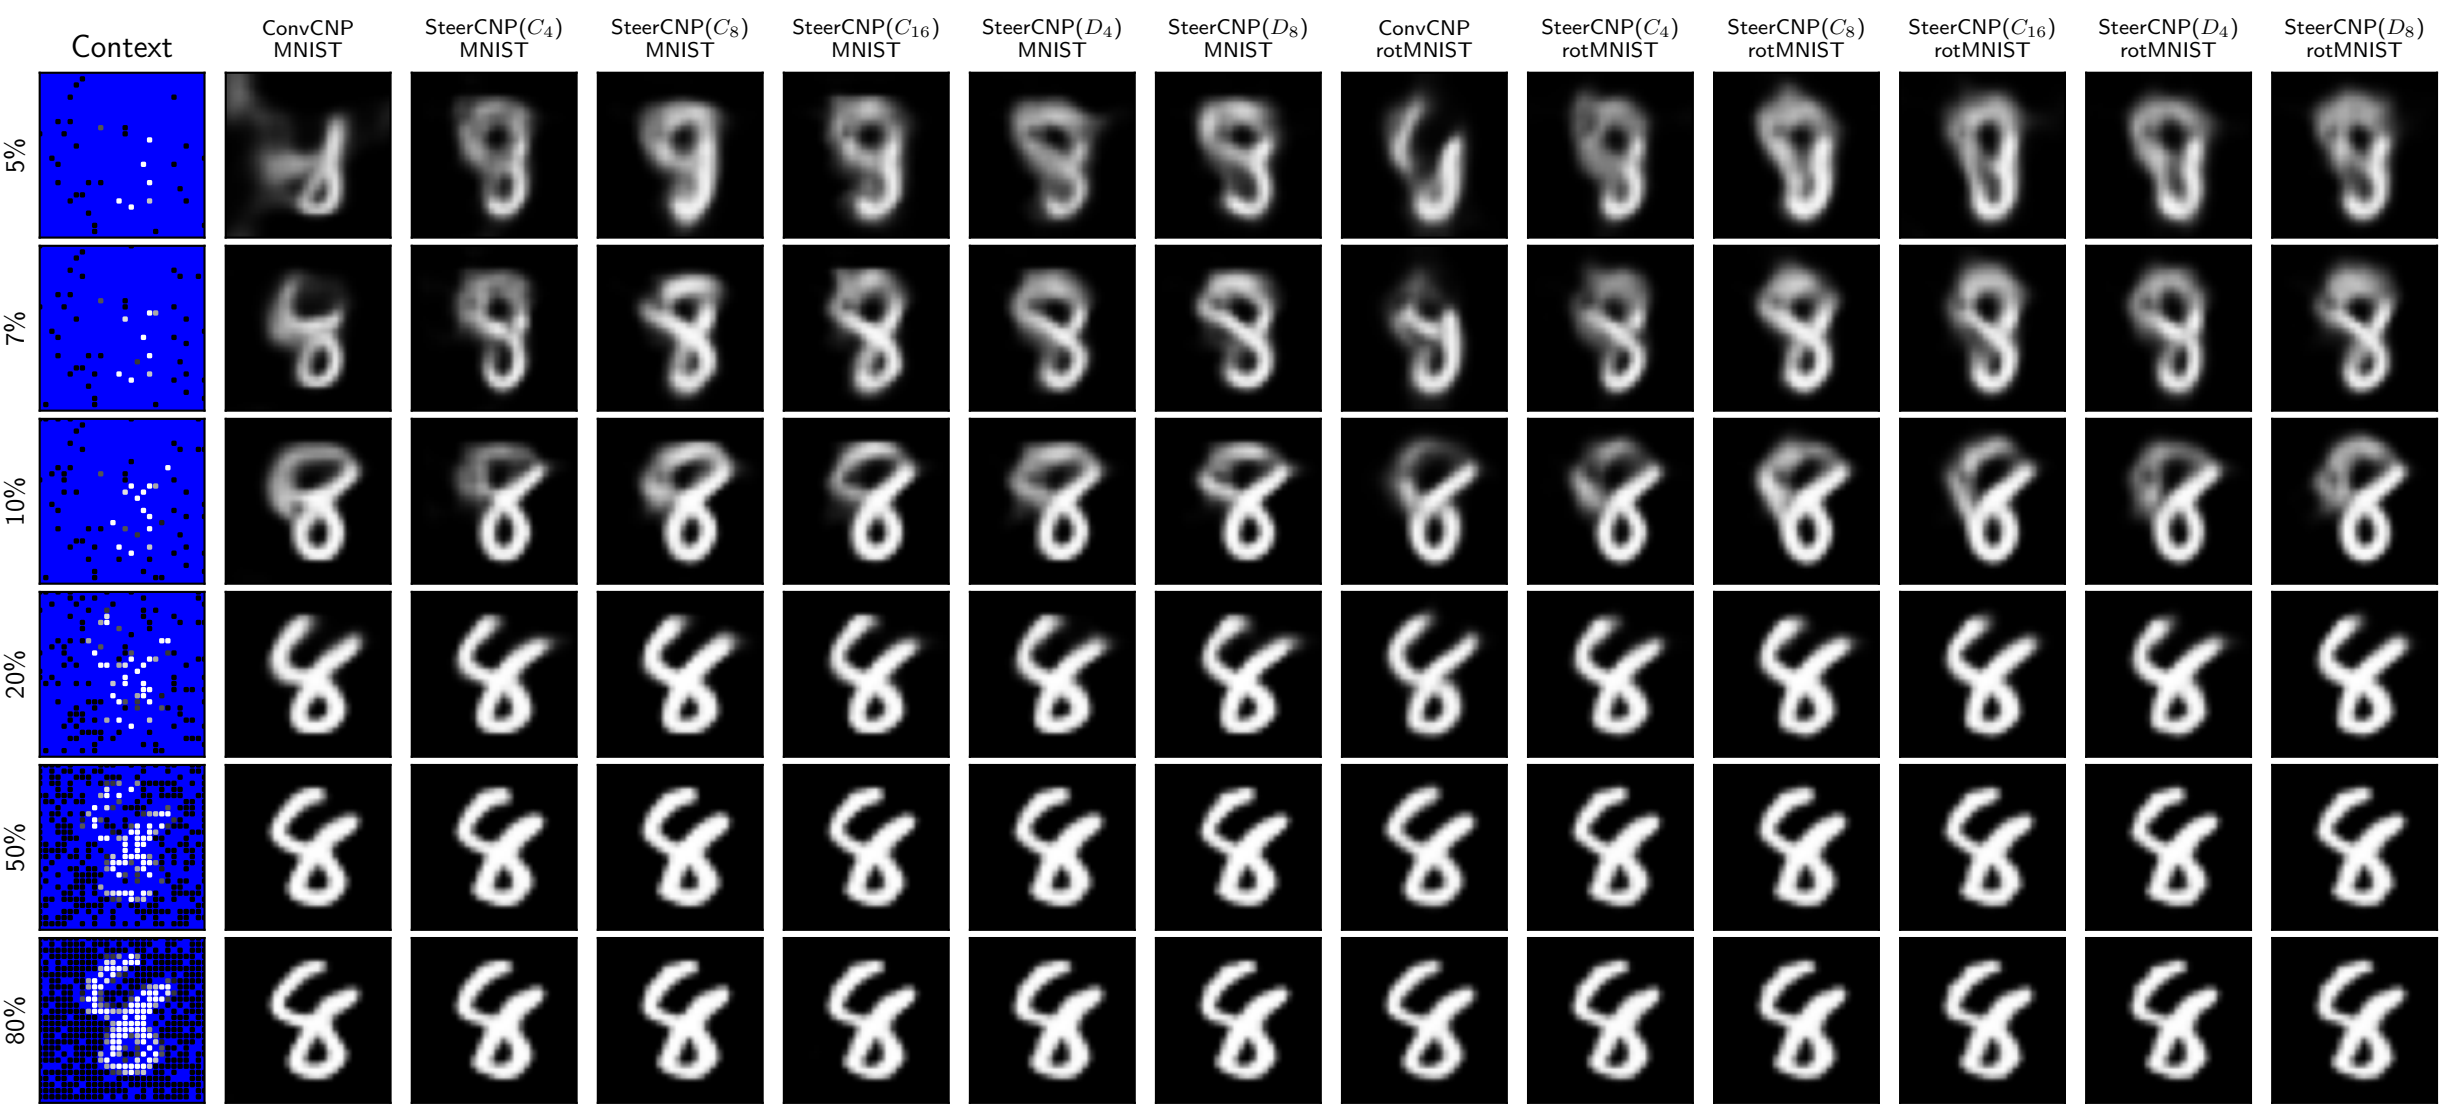 Context
ConvCNP
MNIST
SteerCNP(C₄)
MNIST
SteerCNP(C₈)
MNIST
SteerCNP(C₁₆)
MNIST
SteerCNP(D₄)
MNIST
SteerCNP(D₈)
MNIST
ConvCNP
rotMNIST
SteerCNP(C₄)
rotMNIST
SteerCNP(C₈)
rotMNIST
SteerCNP(C₁₆)
rotMNIST
SteerCNP(D₄)
rotMNIST
SteerCNP(D₈)
rotMNIST
5%
7%
10%
20%
50%
80%